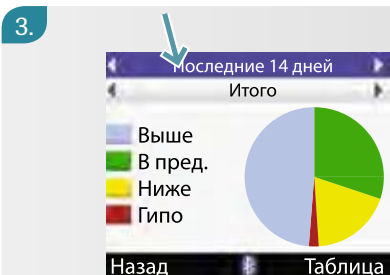 3.
Последние 14 дней
Итого
Выше
В пред.
Ниже
Гипо
Назад Таблица